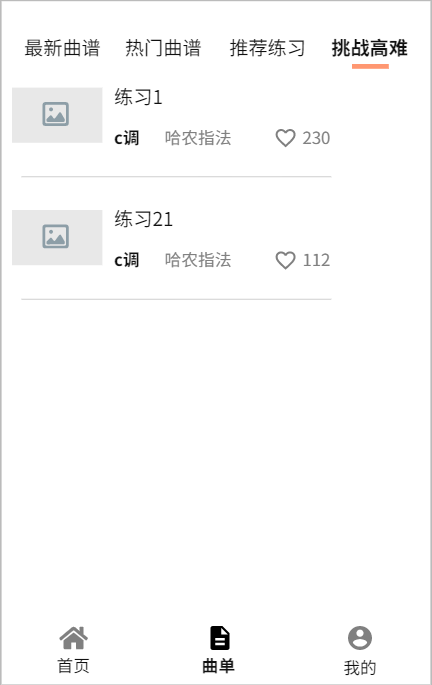 最新曲谱 热门曲谱 推荐练习 挑战高难
练习1
c调 哈农指法 230
练习21
c调 哈农指法 112
首页 曲单 我的